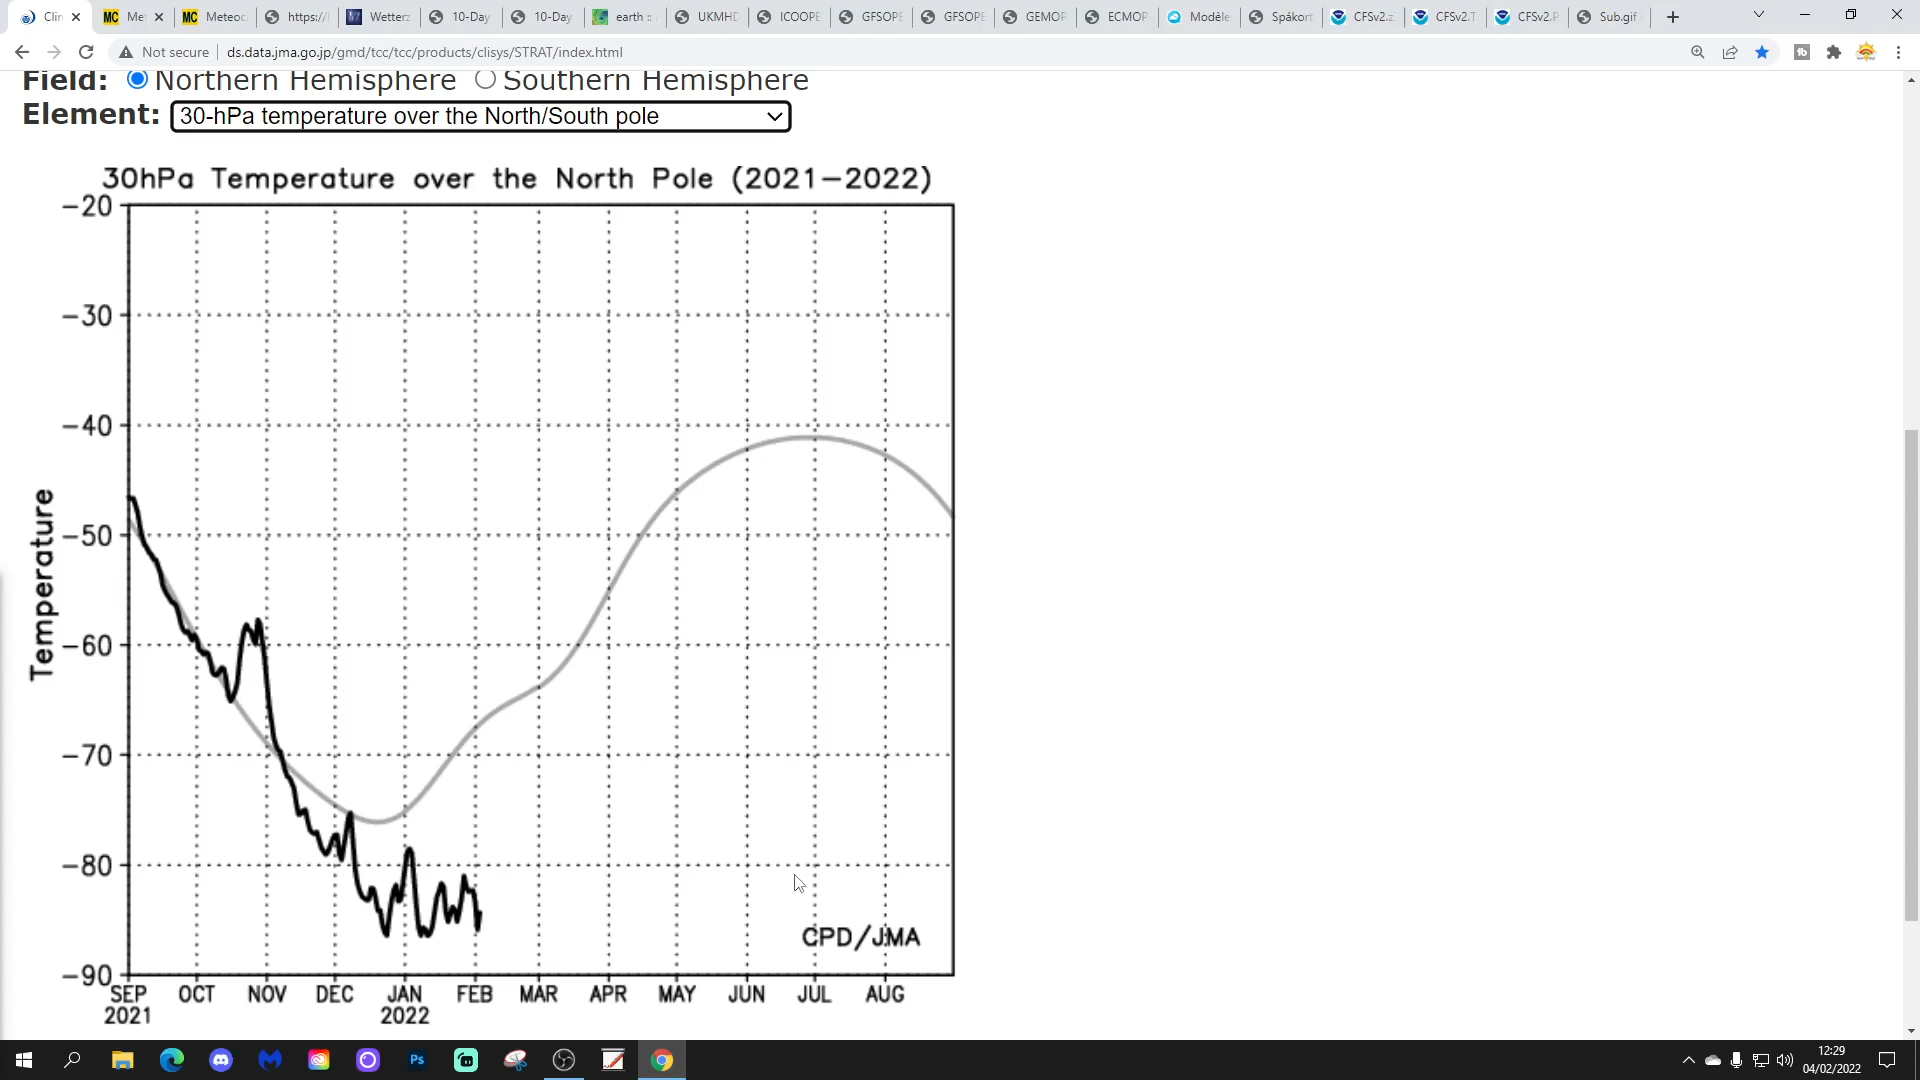 Clin
Met
Meteoc
https://
Wetterz
10-Day
10-Day
earth ::
UKMHD
ICOOPE
GFSOPE
GFSOPE
GEMOP
ECMOP
Modèle
Spákort
CFSv2.z
CFSv2.T
CFSv2.P
Sub.gif
Not secure
ds.data.jma.go.jp/gmd/tcc/tcc/products/clisys/STRAT/index.html
Field: Northern Hemisphere Southern Hemisphere
Element: 30-hPa temperature over the North/South pole
30hPa Temperature over the North Pole (2021-2022)
-20
-30
-40
-50
-60
-70
-80
-90
Temperature
CPD/JMA
SEP OCT NOV DEC JAN FEB MAR APR MAY JUN JUL AUG
2021 2022
12:29
04/02/2022